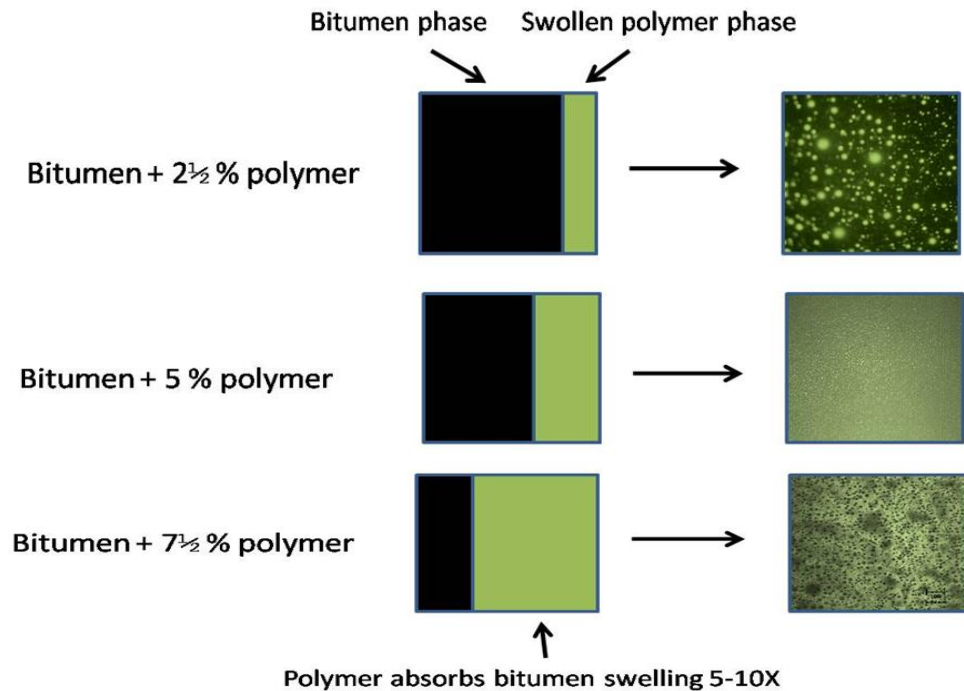 Bitumen phase
Swollen polymer phase
Bitumen + 2½ % polymer
Bitumen + 5 % polymer
Bitumen + 7½ % polymer
Polymer absorbs bitumen swelling 5-10X